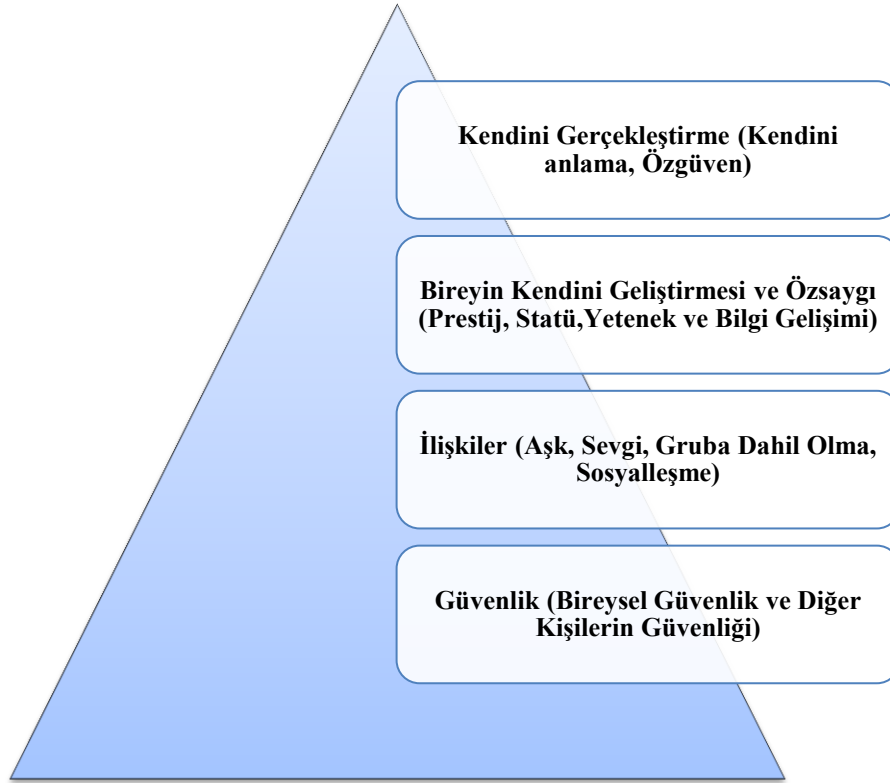 Kendini Gerçekleştirme (Kendini
anlama, Özgüven)
Bireyin Kendini Geliştirmesi ve Özsaygı
(Prestij, Statü,Yetenek ve Bilgi Gelişimi)
İlişkiler (Aşk, Sevgi, Gruba Dahil Olma,
Sosyalleşme)
Güvenlik (Bireysel Güvenlik ve Diğer
Kişilerin Güvenliği)